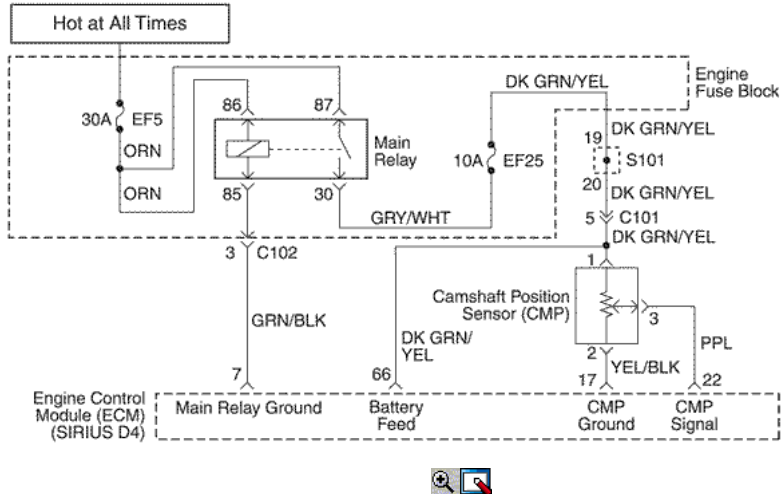 Hot at All Times
Engine
Fuse Block
DK GRN/YEL
86
87
30A
EF5
Main
Relay
10A
EF25
ORN
ORN
85
30
GRY/WHT
DK GRN/YEL
19
S101
20
DK GRN/YEL
5
C101
DK GRN/YEL
3
C102
1
Camshaft Position
Sensor (CMP)
3
GRN/BLK
DK GRN/
YEL
PPL
2
YEL/BLK
7
66
17
22
Engine Control
Module (ECM)
(SIRIUS D4)
Main Relay Ground
Battery
Feed
CMP
Ground
CMP
Signal